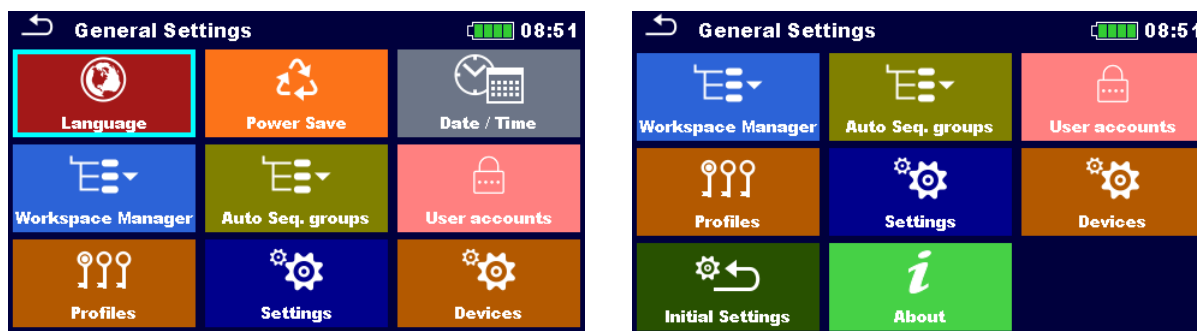 General Settings 08:51
Language Power Save Date / Time
Workspace Manager Auto Seq. groups User accounts
Profiles Settings Devices
General Settings 08:51
Workspace Manager Auto Seq. groups User accounts
Profiles Settings Devices
Initial Settings About